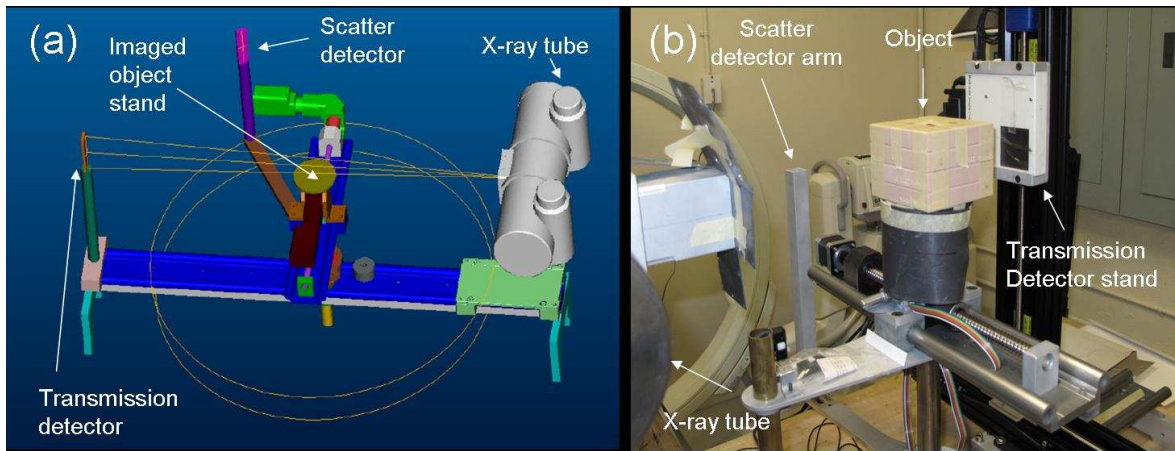 (a)
Imaged
object
stand
Scatter
detector
X-ray tube
Transmission
detector
(b)
Scatter
detector arm
Object
Transmission
Detector stand
X-ray tube